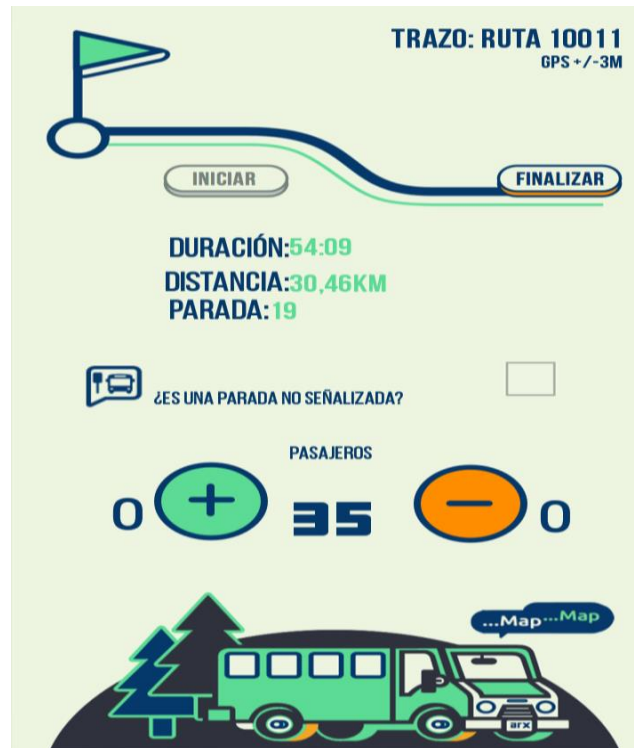 TRAZO: RUTA 10011
GPS +/-3M
INICIAR
FINALIZAR
DURACIÓN:54:09
DISTANCIA:30,46KM
PARADA:19
¿ES UNA PARADA NO SEÑALIZADA?
PASAJEROS
0 + 35 − 0
...Map...Map
arx